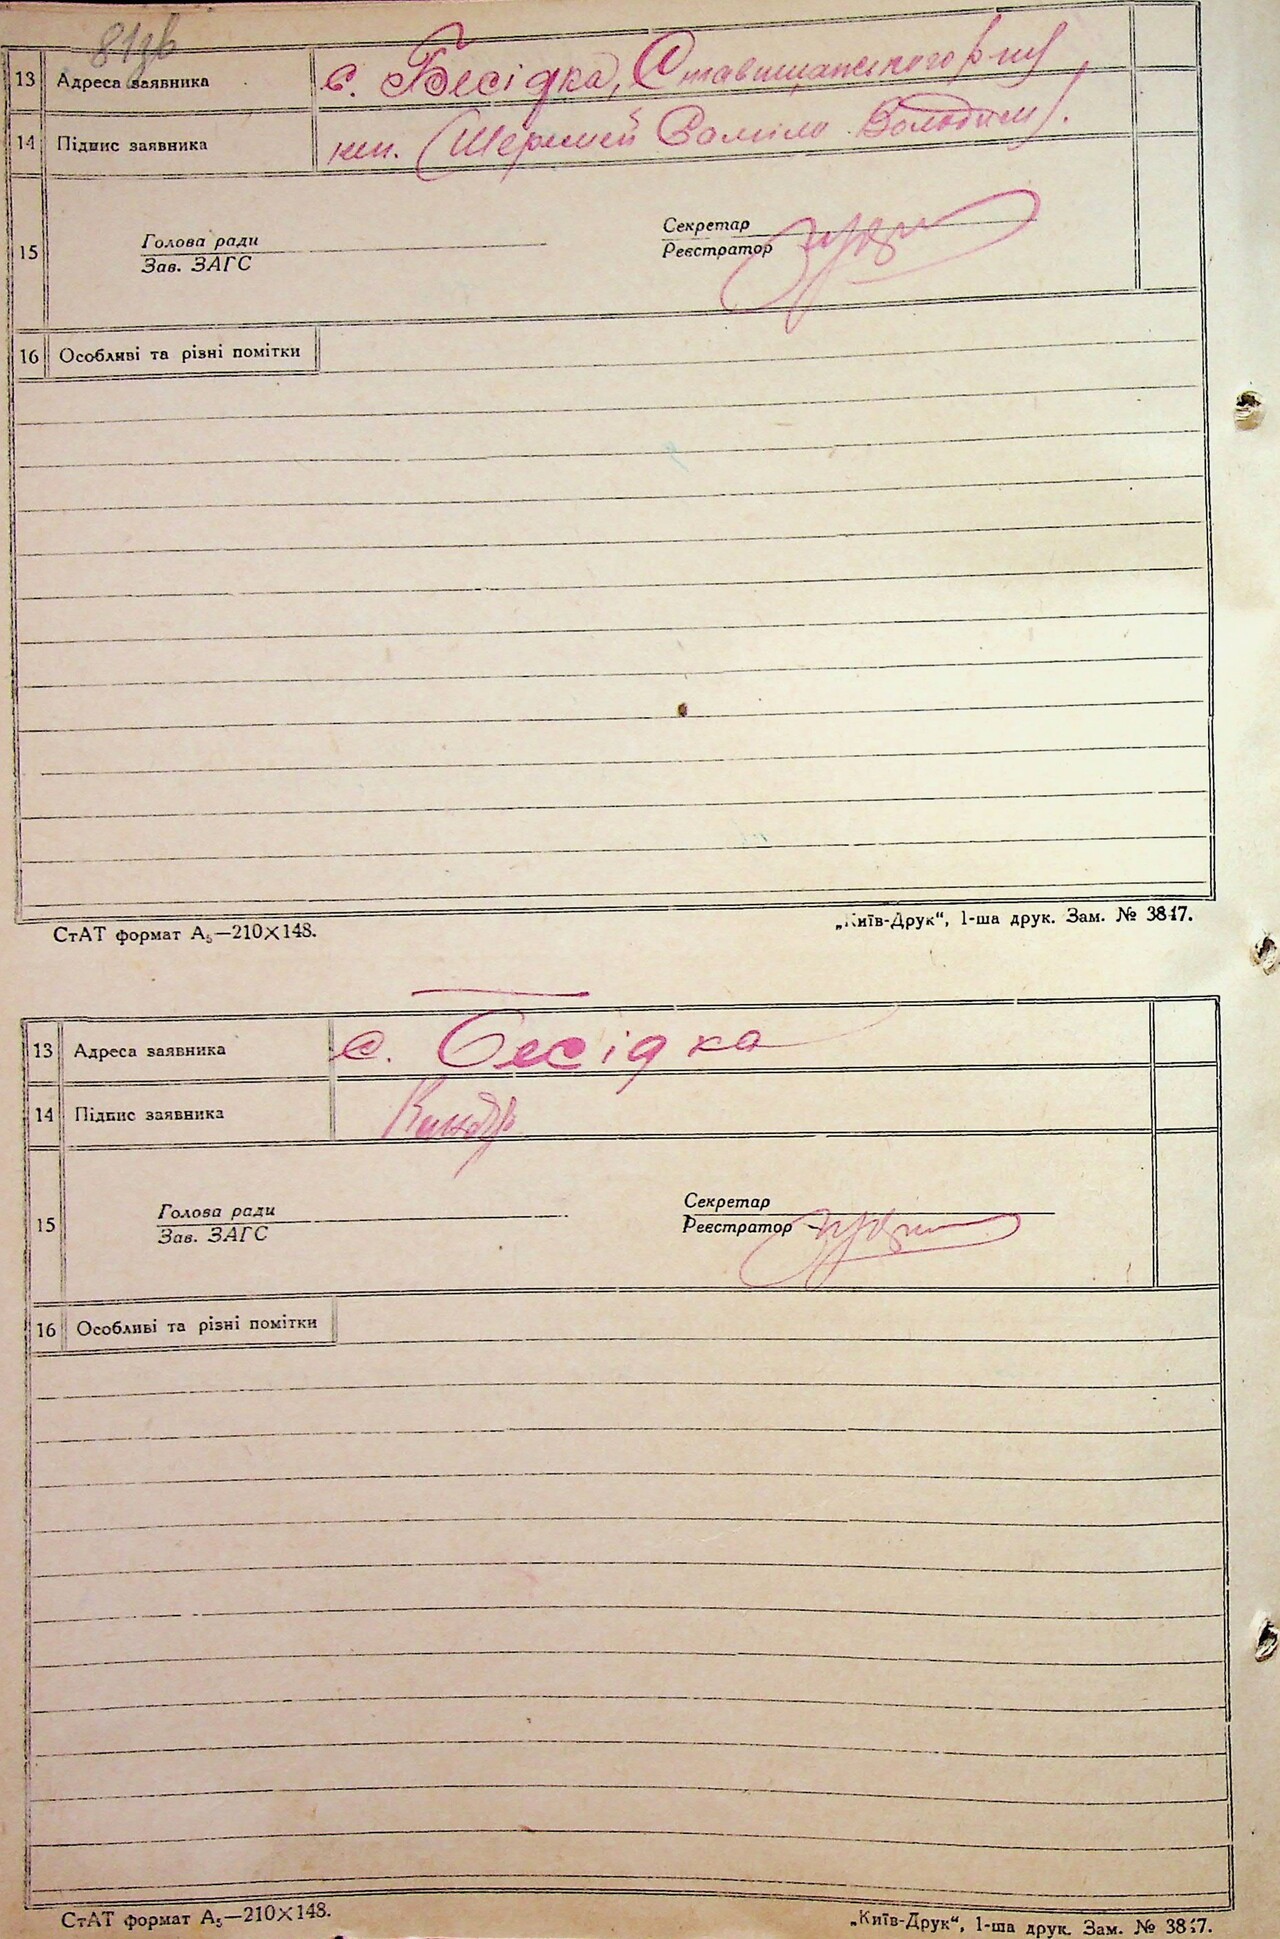 81зв
13 Адреса заявника с. Бесідка, Ставищанського р-ну
14 Підпис заявника неп. (Шеремей Володим)
15 Голова ради
Зав. ЗАГС
Секретар
Реєстратор
16 Особливі та різні помітки
СтАТ формат А₅—210×148.
„Київ-Друк“, 1-ша друк. Зам. № 3847.
13 Адреса заявника с. Бесідка
14 Підпис заявника
15 Голова ради
Зав. ЗАГС
Секретар
Реєстратор
16 Особливі та різні помітки
СтАТ формат А₅—210×148.
„Київ-Друк“, 1-ша друк. Зам. № 3847.